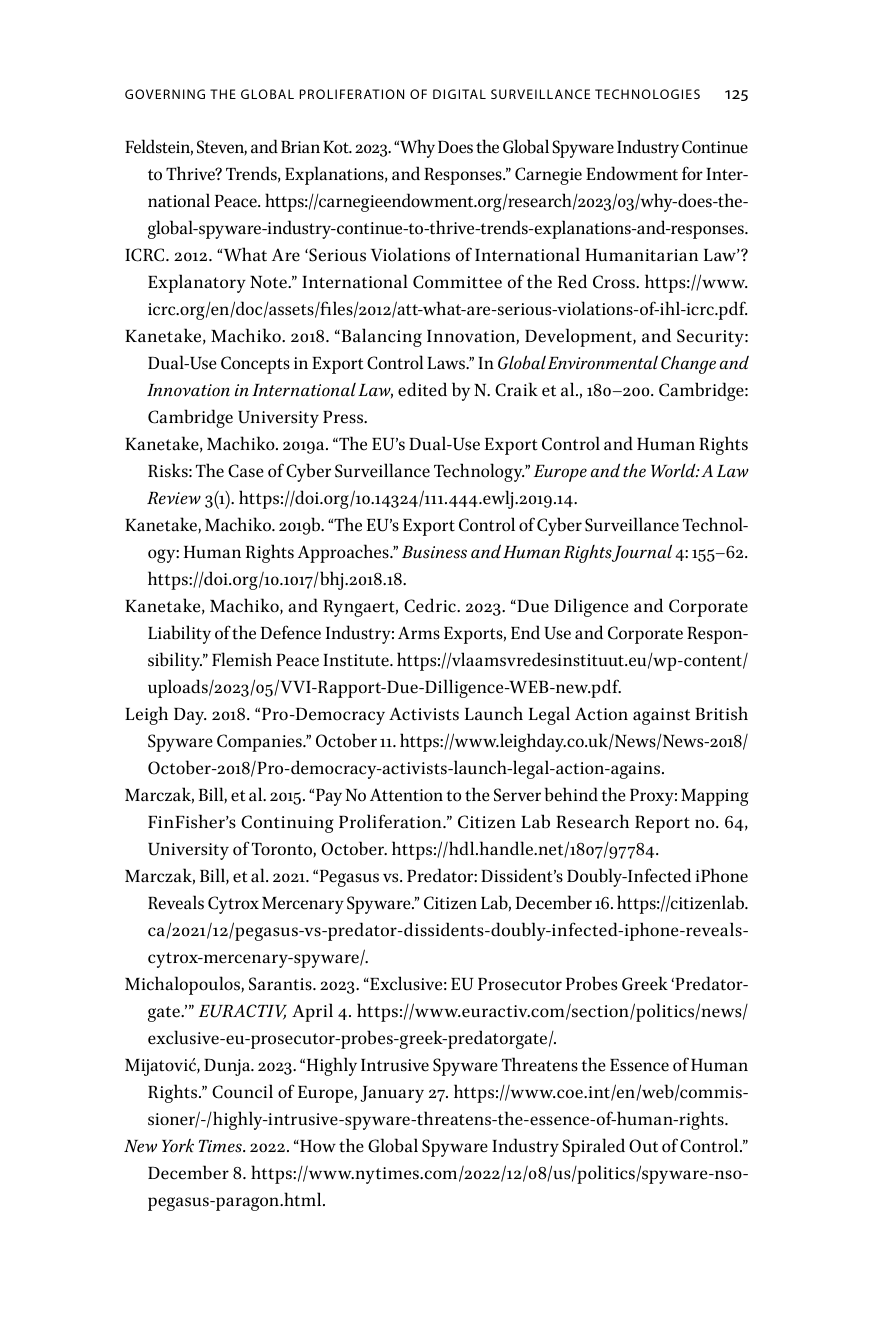 GOVERNING THE GLOBAL PROLIFERATION OF DIGITAL SURVEILLANCE TECHNOLOGIES 125
Feldstein, Steven, and Brian Kot. 2023. “Why Does the Global Spyware Industry Continue
to Thrive? Trends, Explanations, and Responses.” Carnegie Endowment for Inter-
national Peace. https://carnegieendowment.org/research/2023/03/why-does-the-
global-spyware-industry-continue-to-thrive-trends-explanations-and-responses.
ICRC. 2012. “What Are ‘Serious Violations of International Humanitarian Law’?
Explanatory Note.” International Committee of the Red Cross. https://www.
icrc.org/en/doc/assets/files/2012/att-what-are-serious-violations-of-ihl-icrc.pdf.
Kanetake, Machiko. 2018. “Balancing Innovation, Development, and Security:
Dual-Use Concepts in Export Control Laws.” In Global Environmental Change and
Innovation in International Law, edited by N. Craik et al., 180–200. Cambridge:
Cambridge University Press.
Kanetake, Machiko. 2019a. “The EU’s Dual-Use Export Control and Human Rights
Risks: The Case of Cyber Surveillance Technology.” Europe and the World: A Law
Review 3(1). https://doi.org/10.14324/111.444.ewlj.2019.14.
Kanetake, Machiko. 2019b. “The EU’s Export Control of Cyber Surveillance Technol-
ogy: Human Rights Approaches.” Business and Human Rights Journal 4: 155–62.
https://doi.org/10.1017/bhj.2018.18.
Kanetake, Machiko, and Ryngaert, Cedric. 2023. “Due Diligence and Corporate
Liability of the Defence Industry: Arms Exports, End Use and Corporate Respon-
sibility.” Flemish Peace Institute. https://vlaamsvredesinstituut.eu/wp-content/
uploads/2023/05/VVI-Rapport-Due-Dilligence-WEB-new.pdf.
Leigh Day. 2018. “Pro-Democracy Activists Launch Legal Action against British
Spyware Companies.” October 11. https://www.leighday.co.uk/News/News-2018/
October-2018/Pro-democracy-activists-launch-legal-action-agains.
Marczak, Bill, et al. 2015. “Pay No Attention to the Server behind the Proxy: Mapping
FinFisher’s Continuing Proliferation.” Citizen Lab Research Report no. 64,
University of Toronto, October. https://hdl.handle.net/1807/97784.
Marczak, Bill, et al. 2021. “Pegasus vs. Predator: Dissident’s Doubly-Infected iPhone
Reveals Cytrox Mercenary Spyware.” Citizen Lab, December 16. https://citizenlab.
ca/2021/12/pegasus-vs-predator-dissidents-doubly-infected-iphone-reveals-
cytrox-mercenary-spyware/.
Michalopoulos, Sarantis. 2023. “Exclusive: EU Prosecutor Probes Greek ‘Predator-
gate.’” EURACTIV, April 4. https://www.euractiv.com/section/politics/news/
exclusive-eu-prosecutor-probes-greek-predatorgate/.
Mijatović, Dunja. 2023. “Highly Intrusive Spyware Threatens the Essence of Human
Rights.” Council of Europe, January 27. https://www.coe.int/en/web/commis-
sioner/-/highly-intrusive-spyware-threatens-the-essence-of-human-rights.
New York Times. 2022. “How the Global Spyware Industry Spiraled Out of Control.”
December 8. https://www.nytimes.com/2022/12/08/us/politics/spyware-nso-
pegasus-paragon.html.